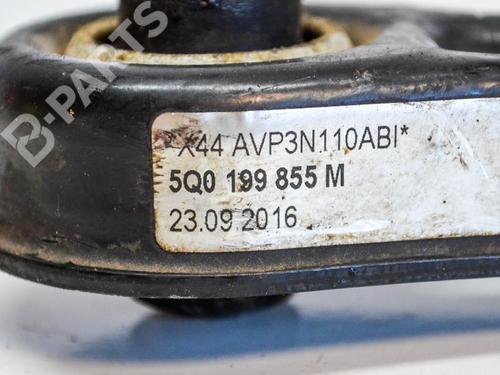 B-PARTS
*X44 AVP3N110ABI*
5Q0 199 855 M
23.09.2016